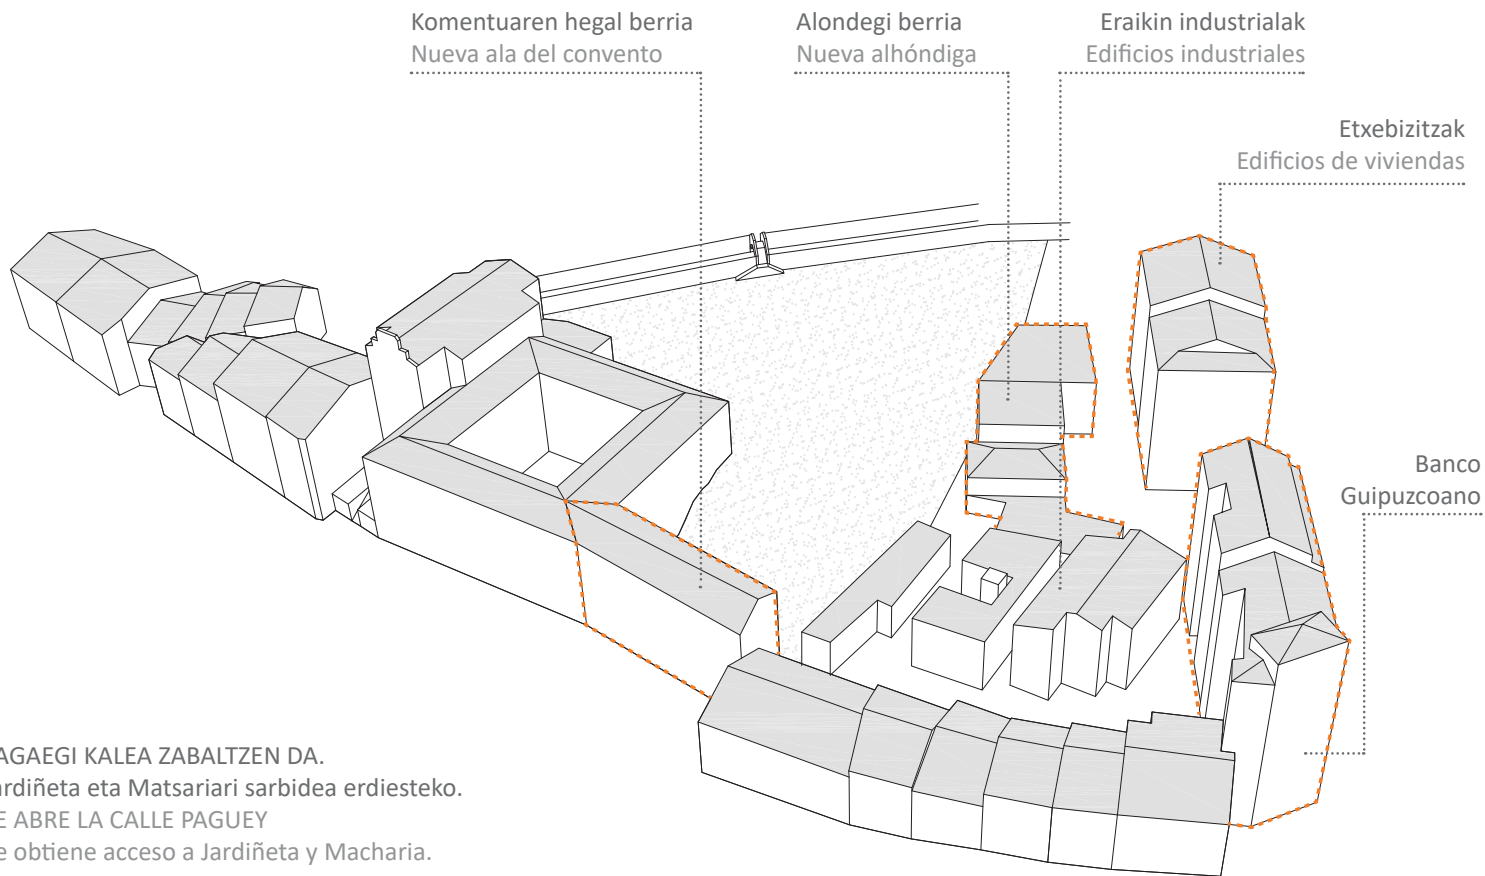 Komentuaren hegal berria
Nueva ala del convento
Alondegi berria
Nueva alhóndiga
Eraikin industrialak
Edificios industriales
Etxebizitzak
Edificios de viviendas
Banco
Guipuzcoano
AGAEGI KALEA ZABALTZEN DA.
ardiñeta eta Matsariari sarbidea erdiesteko.
E ABRE LA CALLE PAGUEY
e obtiene acceso a Jardiñeta y Macharia.